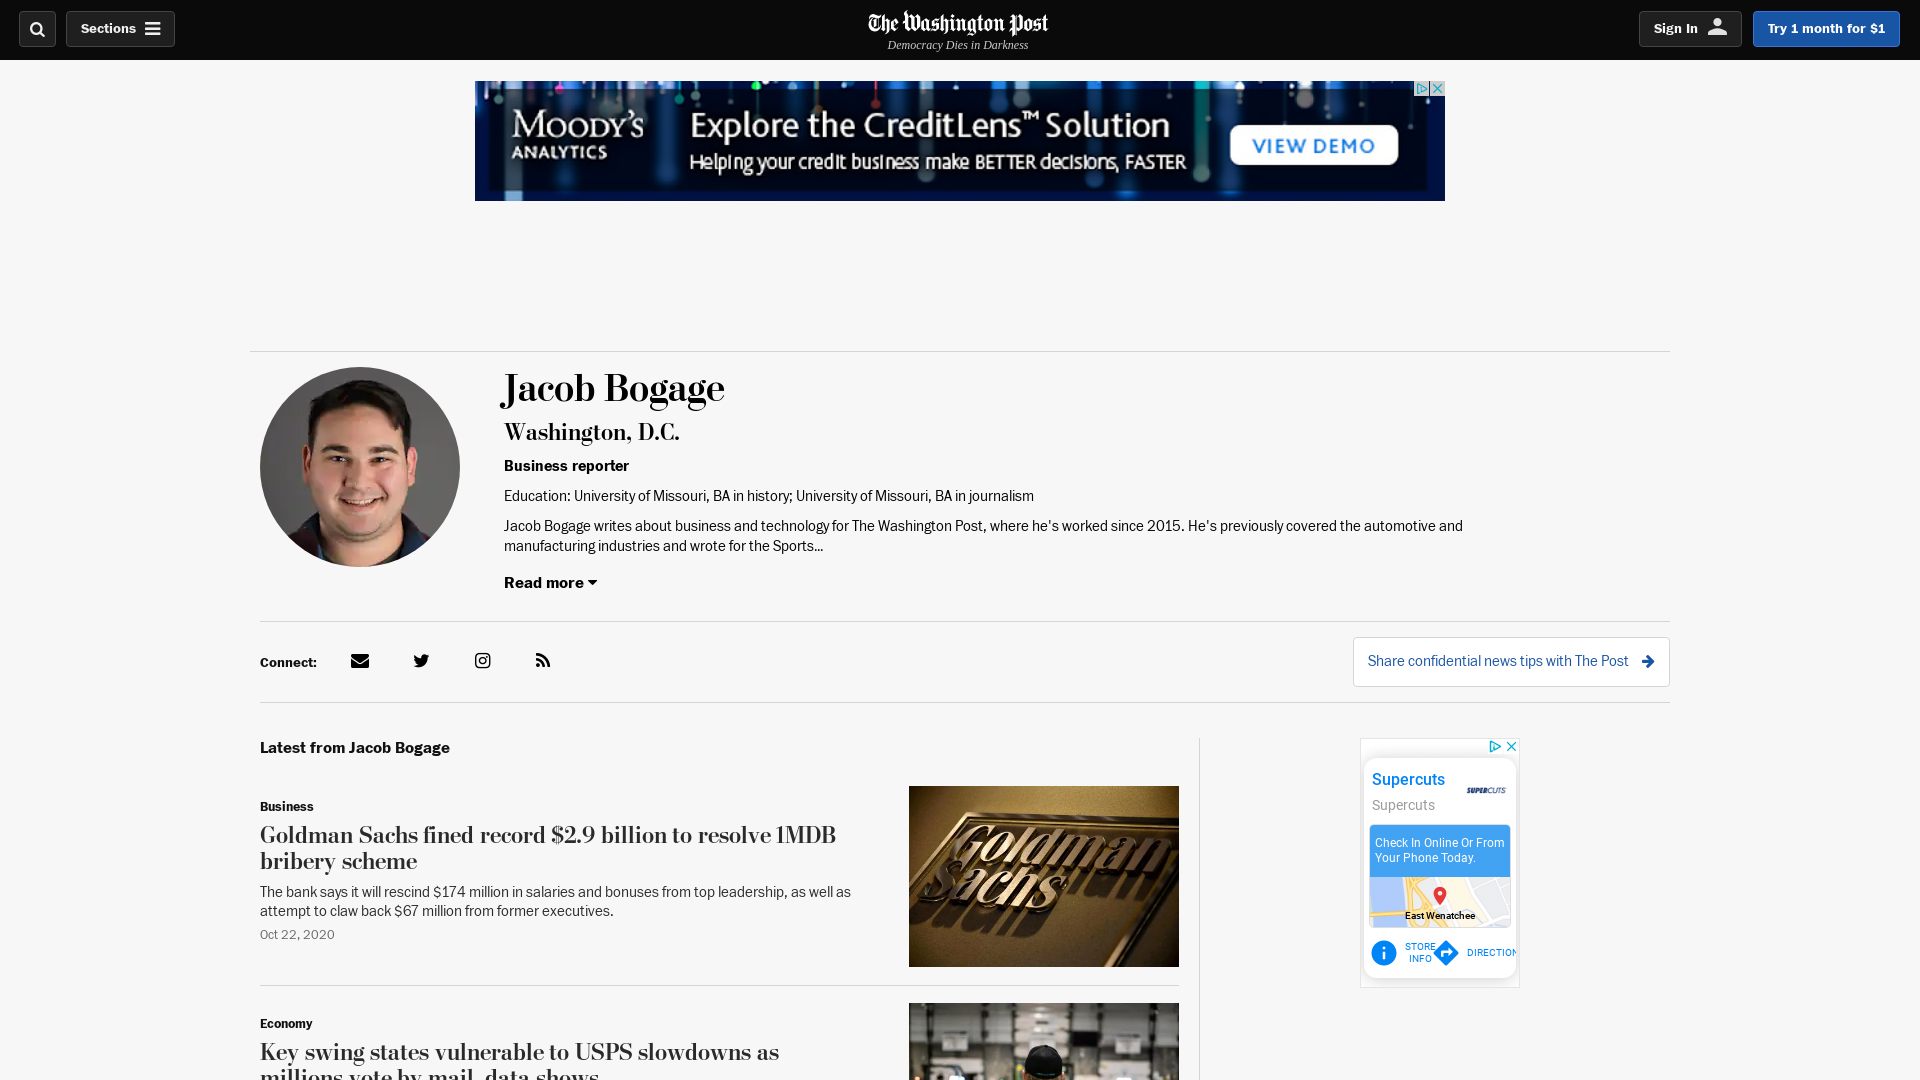 Sections
The Washington Post
Democracy Dies in Darkness
Sign In
Try 1 month for $1
MOODY'S
ANALYTICS
Explore the CreditLens™ Solution
Helping your credit business make BETTER decisions, FASTER
VIEW DEMO
Jacob Bogage
Washington, D.C.
Business reporter
Education: University of Missouri, BA in history; University of Missouri, BA in journalism
Jacob Bogage writes about business and technology for The Washington Post, where he's worked since 2015. He's previously covered the automotive and
manufacturing industries and wrote for the Sports...
Read more
Connect:
Share confidential news tips with The Post
Latest from Jacob Bogage
Business
Goldman Sachs fined record $2.9 billion to resolve 1MDB
bribery scheme
The bank says it will rescind $174 million in salaries and bonuses from top leadership, as well as
attempt to claw back $67 million from former executives.
Oct 22, 2020
Goldman
Sachs
Supercuts
SUPERCUTS
Supercuts
Check In Online Or From
Your Phone Today.
East Wenatchee
STORE
INFO
DIRECTION
Economy
Key swing states vulnerable to USPS slowdowns as
millions vote by mail, data shows